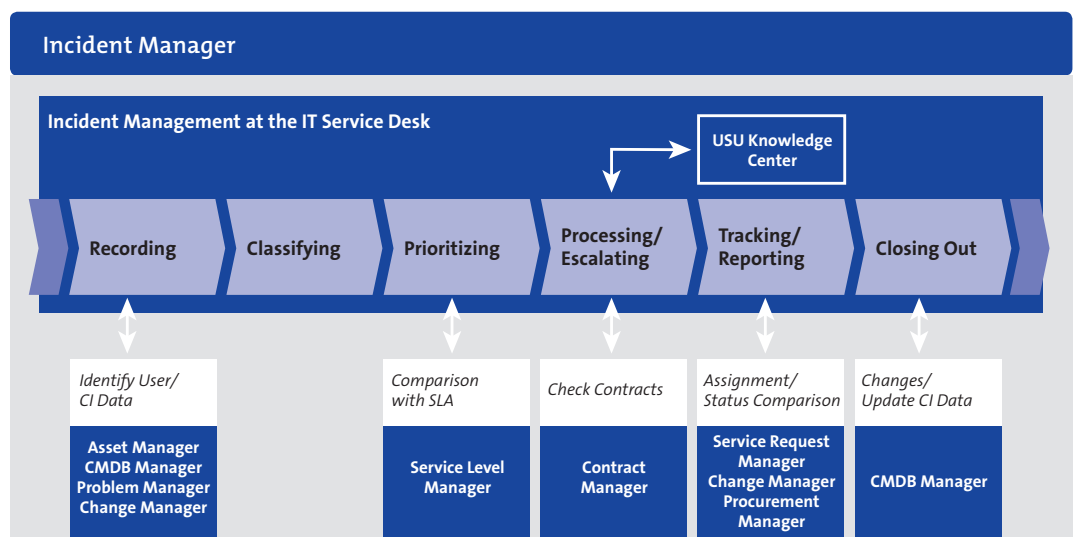 Incident Manager
Incident Management at the IT Service Desk
USU Knowledge
Center
Recording
Classifying
Prioritizing
Processing/
Escalating
Tracking/
Reporting
Closing Out
Identify User/
CI Data
Comparison
with SLA
Check Contracts
Assignment/
Status Comparison
Changes/
Update CI Data
Asset Manager
CMDB Manager
Problem Manager
Change Manager
Service Level
Manager
Contract
Manager
Service Request
Manager
Change Manager
Procurement
Manager
CMDB Manager